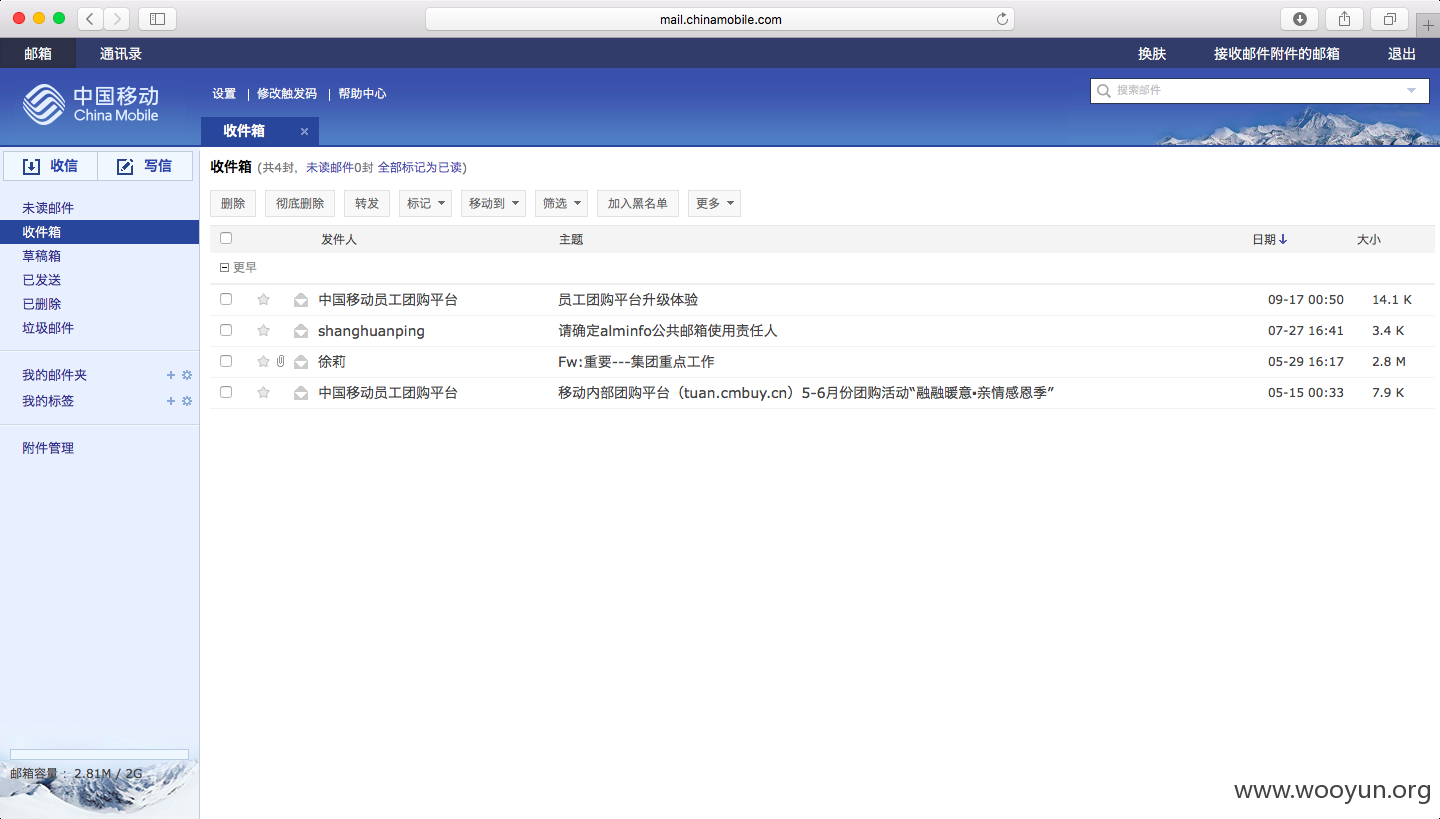 mail.chinamobile.com
邮箱 通讯录 换肤 接收邮件附件的邮箱 退出
中国移动
China Mobile
设置 | 修改触发码 | 帮助中心
搜索邮件
收件箱 ×
收信 写信
收件箱 (共4封, 未读邮件0封 全部标记为已读)
删除 彻底删除 转发 标记 移动到 筛选 加入黑名单 更多
未读邮件
收件箱
草稿箱
已发送
已删除
垃圾邮件
我的邮件夹
我的标签
附件管理
发件人 主题 日期 大小
更早
中国移动员工团购平台 员工团购平台升级体验 09-17 00:50 14.1 K
shanghuanping 请确定alminfo公共邮箱使用责任人 07-27 16:41 3.4 K
徐莉 Fw:重要---集团重点工作 05-29 16:17 2.8 M
中国移动员工团购平台 移动内部团购平台（tuan.cmbuy.cn）5-6月份团购活动“融融暖意•亲情感恩季” 05-15 00:33 7.9 K
邮箱容量：2.81M / 2G
www.wooyun.org